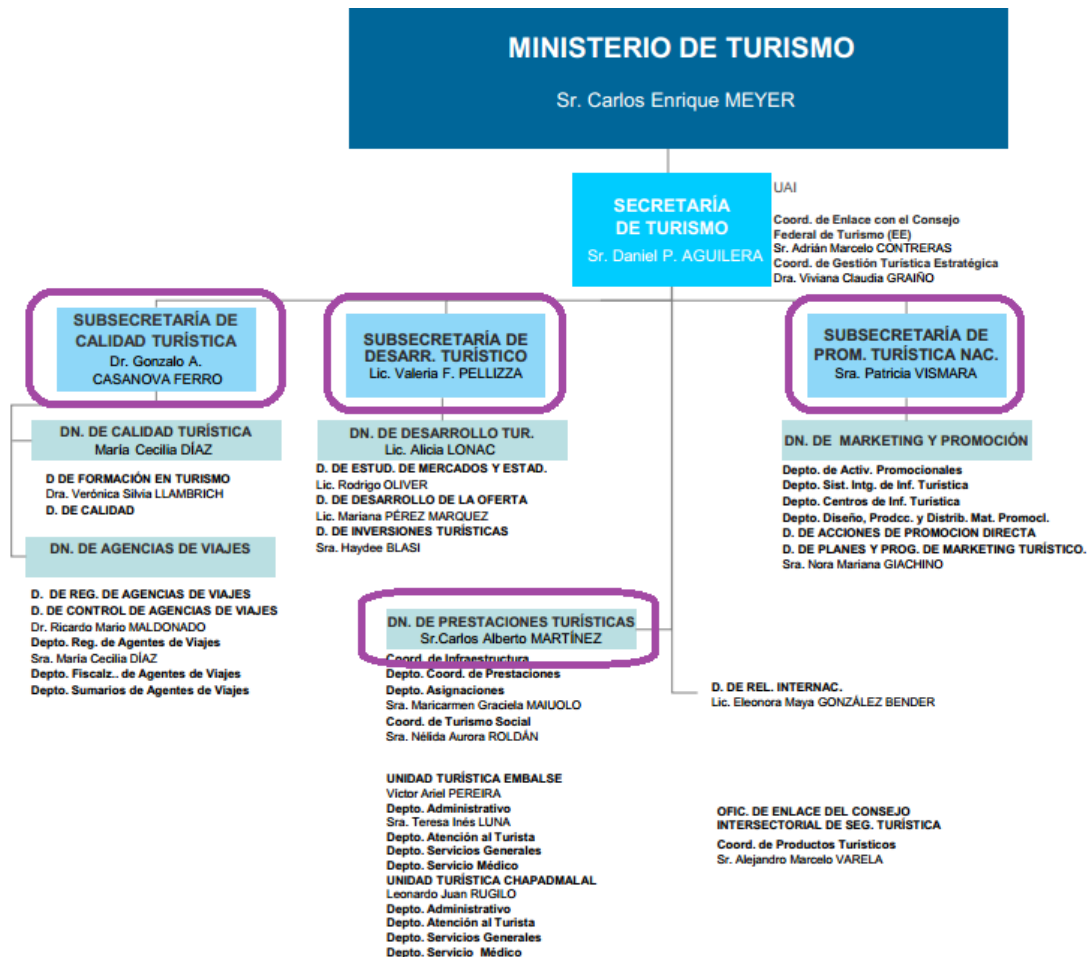 MINISTERIO DE TURISMO
Sr. Carlos Enrique MEYER
SECRETARÍA
DE TURISMO
Sr. Daniel P. AGUILERA
UAI
Coord. de Enlace con el Consejo
Federal de Turismo (EE)
Sr. Adrián Marcelo CONTRERAS
Coord. de Gestión Turística Estratégica
Dra. Viviana Claudia GRAIÑO
SUBSECRETARÍA DE
CALIDAD TURÍSTICA
Dr. Gonzalo A.
CASANOVA FERRO
DN. DE CALIDAD TURÍSTICA
María Cecilia DÍAZ
D DE FORMACIÓN EN TURISMO
Dra. Verónica Silvia LLAMBRICH
D. DE CALIDAD
DN. DE AGENCIAS DE VIAJES
D. DE REG. DE AGENCIAS DE VIAJES
D. DE CONTROL DE AGENCIAS DE VIAJES
Dr. Ricardo Mario MALDONADO
Depto. Reg. de Agentes de Viajes
Sra. María Cecilia DÍAZ
Depto. Fiscalz.. de Agentes de Viajes
Depto. Sumarios de Agentes de Viajes
SUBSECRETARÍA DE
DESARR. TURÍSTICO
Lic. Valeria F. PELLIZZA
DN. DE DESARROLLO TUR.
Lic. Alicia LONAC
D. DE ESTUD. DE MERCADOS Y ESTAD.
Lic. Rodrigo OLIVER
D. DE DESARROLLO DE LA OFERTA
Lic. Mariana PÉREZ MARQUEZ
D. DE INVERSIONES TURÍSTICAS
Sra. Haydee BLASI
SUBSECRETARÍA DE
PROM. TURÍSTICA NAC.
Sra. Patricia VISMARA
DN. DE MARKETING Y PROMOCIÓN
Depto. de Activ. Promocionales
Depto. Sist. Intg. de Inf. Turística
Depto. Centros de Inf. Turística
Depto. Diseño, Prodcc. y Distrib. Mat. Promocl.
D. DE ACCIONES DE PROMOCION DIRECTA
D. DE PLANES Y PROG. DE MARKETING TURÍSTICO.
Sra. Nora Mariana GIACHINO
DN. DE PRESTACIONES TURÍSTICAS
Sr.Carlos Alberto MARTÍNEZ
Coord. de Infraestructura
Depto. Coord. de Prestaciones
Depto. Asignaciones
Sra. Maricarmen Graciela MAIUOLO
Coord. de Turismo Social
Sra. Nélida Aurora ROLDÁN
UNIDAD TURÍSTICA EMBALSE
Víctor Ariel PEREIRA
Depto. Administrativo
Sra. Teresa Inés LUNA
Depto. Atención al Turista
Depto. Servicios Generales
Depto. Servicio Médico
UNIDAD TURÍSTICA CHAPADMALAL
Leonardo Juan RUGILO
Depto. Administrativo
Depto. Atención al Turista
Depto. Servicios Generales
Depto. Servicio Médico
D. DE REL. INTERNAC.
Lic. Eleonora Maya GONZÁLEZ BENDER
OFIC. DE ENLACE DEL CONSEJO
INTERSECTORIAL DE SEG. TURÍSTICA
Coord. de Productos Turísticos
Sr. Alejandro Marcelo VARELA